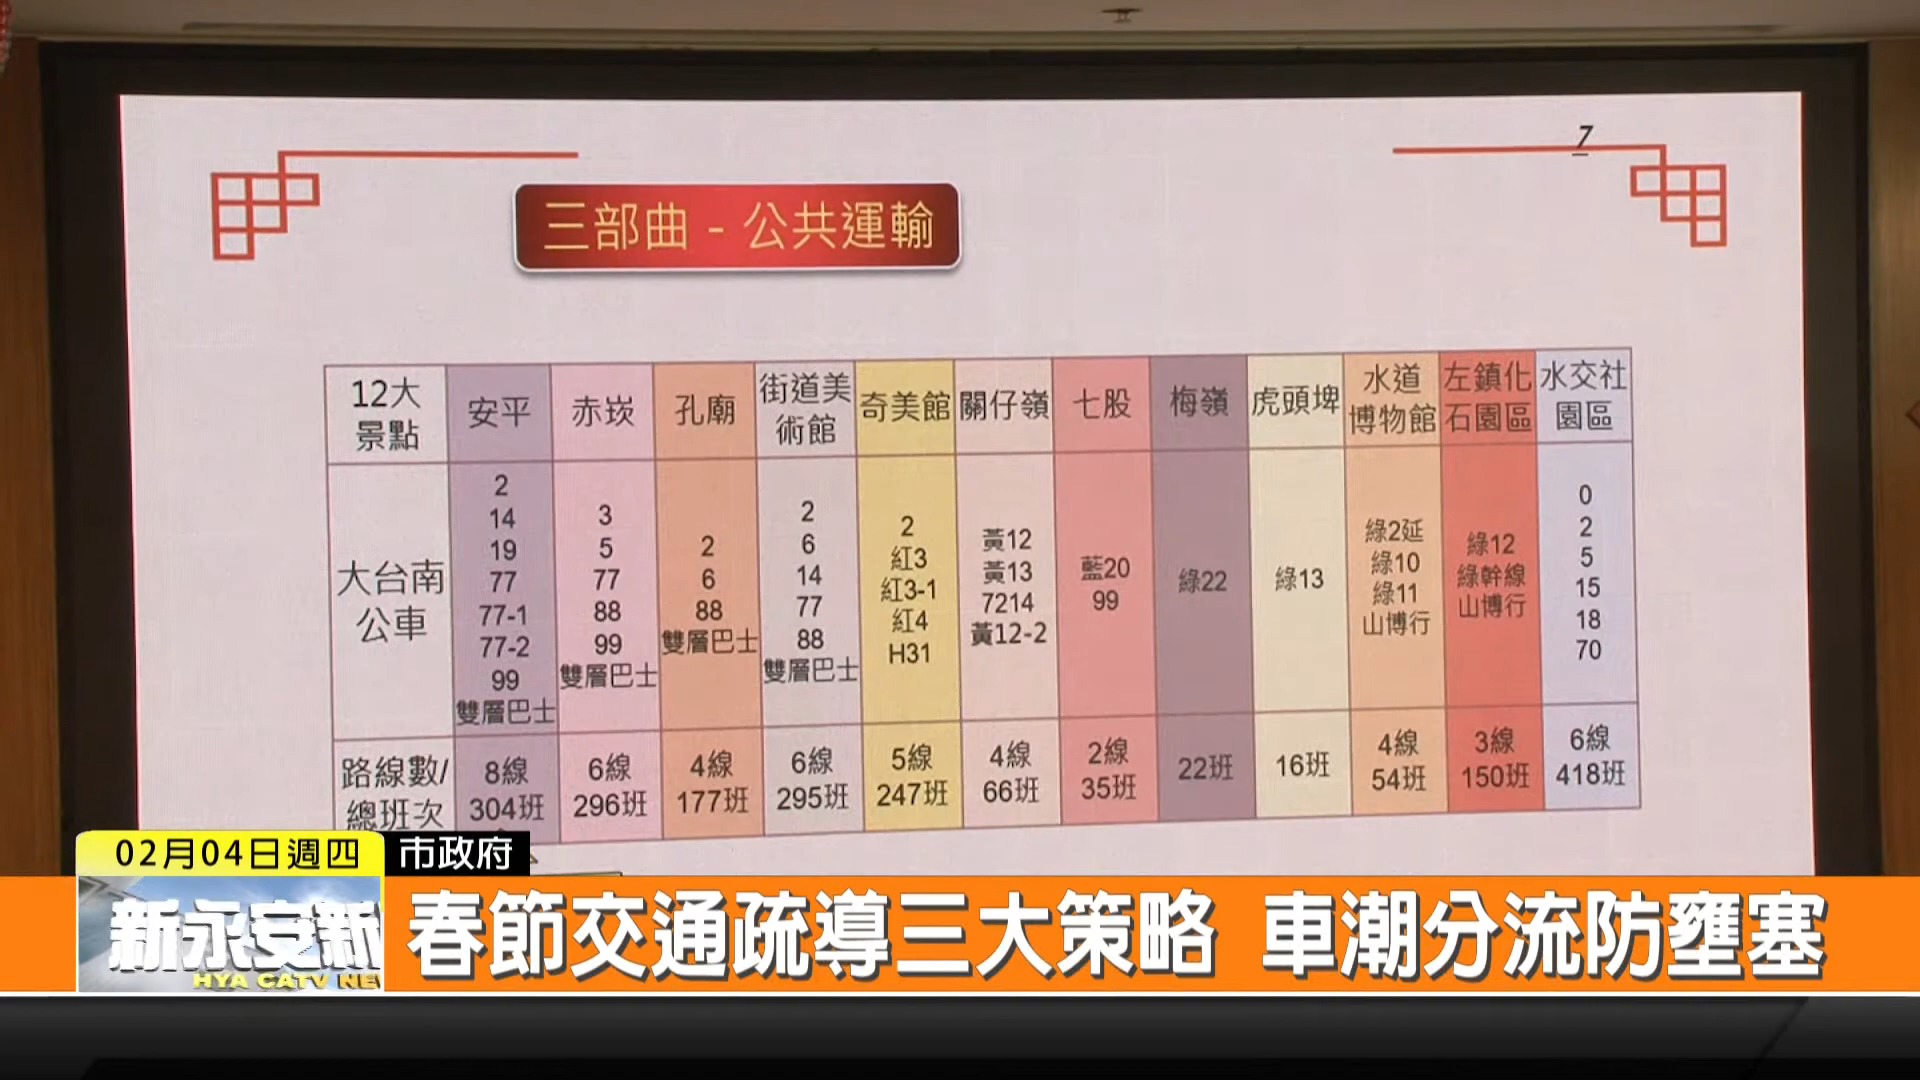 7
三部曲 - 公共運輸
12大
景點
安平
赤崁
孔廟
街道美
術館
奇美館
關仔嶺
七股
梅嶺
虎頭埤
水道
博物館
左鎮化
石園區
水交社
園區
大台南
公車
2
14
19
77
77-1
77-2
99
雙層巴士
3
5
77
88
99
雙層巴士
2
6
88
雙層巴士
2
6
14
77
88
雙層巴士
2
紅3
紅3-1
紅4
H31
黃12
黃13
7214
黃12-2
藍20
99
綠22
綠13
綠2延
綠10
綠11
山博行
綠12
綠幹線
山博行
0
2
5
15
18
70
路線數/
總班次
8線
304班
6線
296班
4線
177班
6線
295班
5線
247班
4線
66班
2線
35班
22班
16班
4線
54班
3線
150班
6線
418班
02月04日週四
市政府
新永安新
HYA CATV NE
春節交通疏導三大策略 車潮分流防壅塞